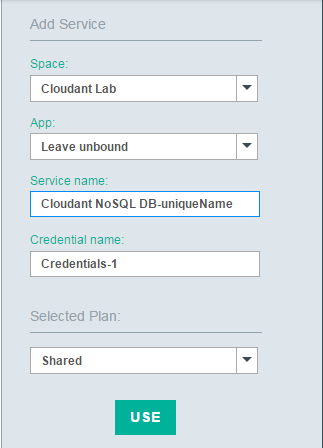 Add Service
Space:
Cloudant Lab
App:
Leave unbound
Service name:
Cloudant NoSQL DB-uniqueName
Credential name:
Credentials-1
Selected Plan:
Shared
USE